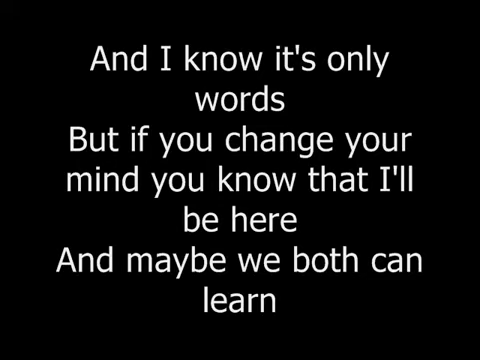 And I know it's only
words
But if you change your
mind you know that I'll
be here
And maybe we both can
learn